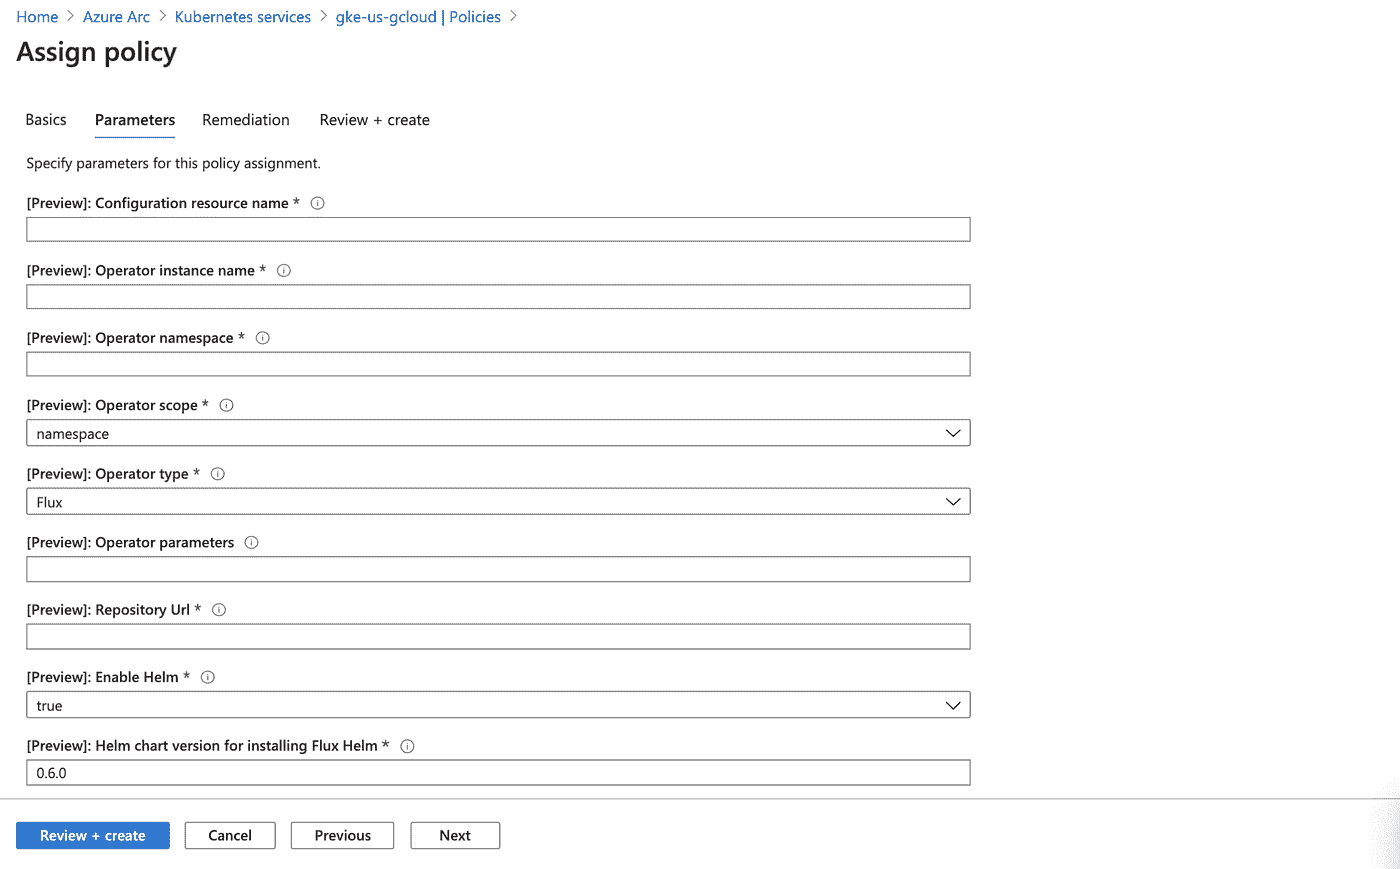 Home > Azure Arc > Kubernetes services > gke-us-gcloud | Policies >
Assign policy
Basics Parameters Remediation Review + create
Specify parameters for this policy assignment.
[Preview]: Configuration resource name *
[Preview]: Operator instance name *
[Preview]: Operator namespace *
[Preview]: Operator scope *
namespace
[Preview]: Operator type *
Flux
[Preview]: Operator parameters
[Preview]: Repository Url *
[Preview]: Enable Helm *
true
[Preview]: Helm chart version for installing Flux Helm *
0.6.0
Review + create Cancel Previous Next